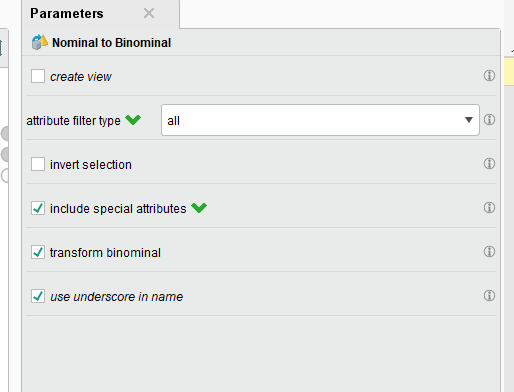 Parameters
Nominal to Binominal
create view
attribute filter type all
invert selection
include special attributes
transform binominal
use underscore in name